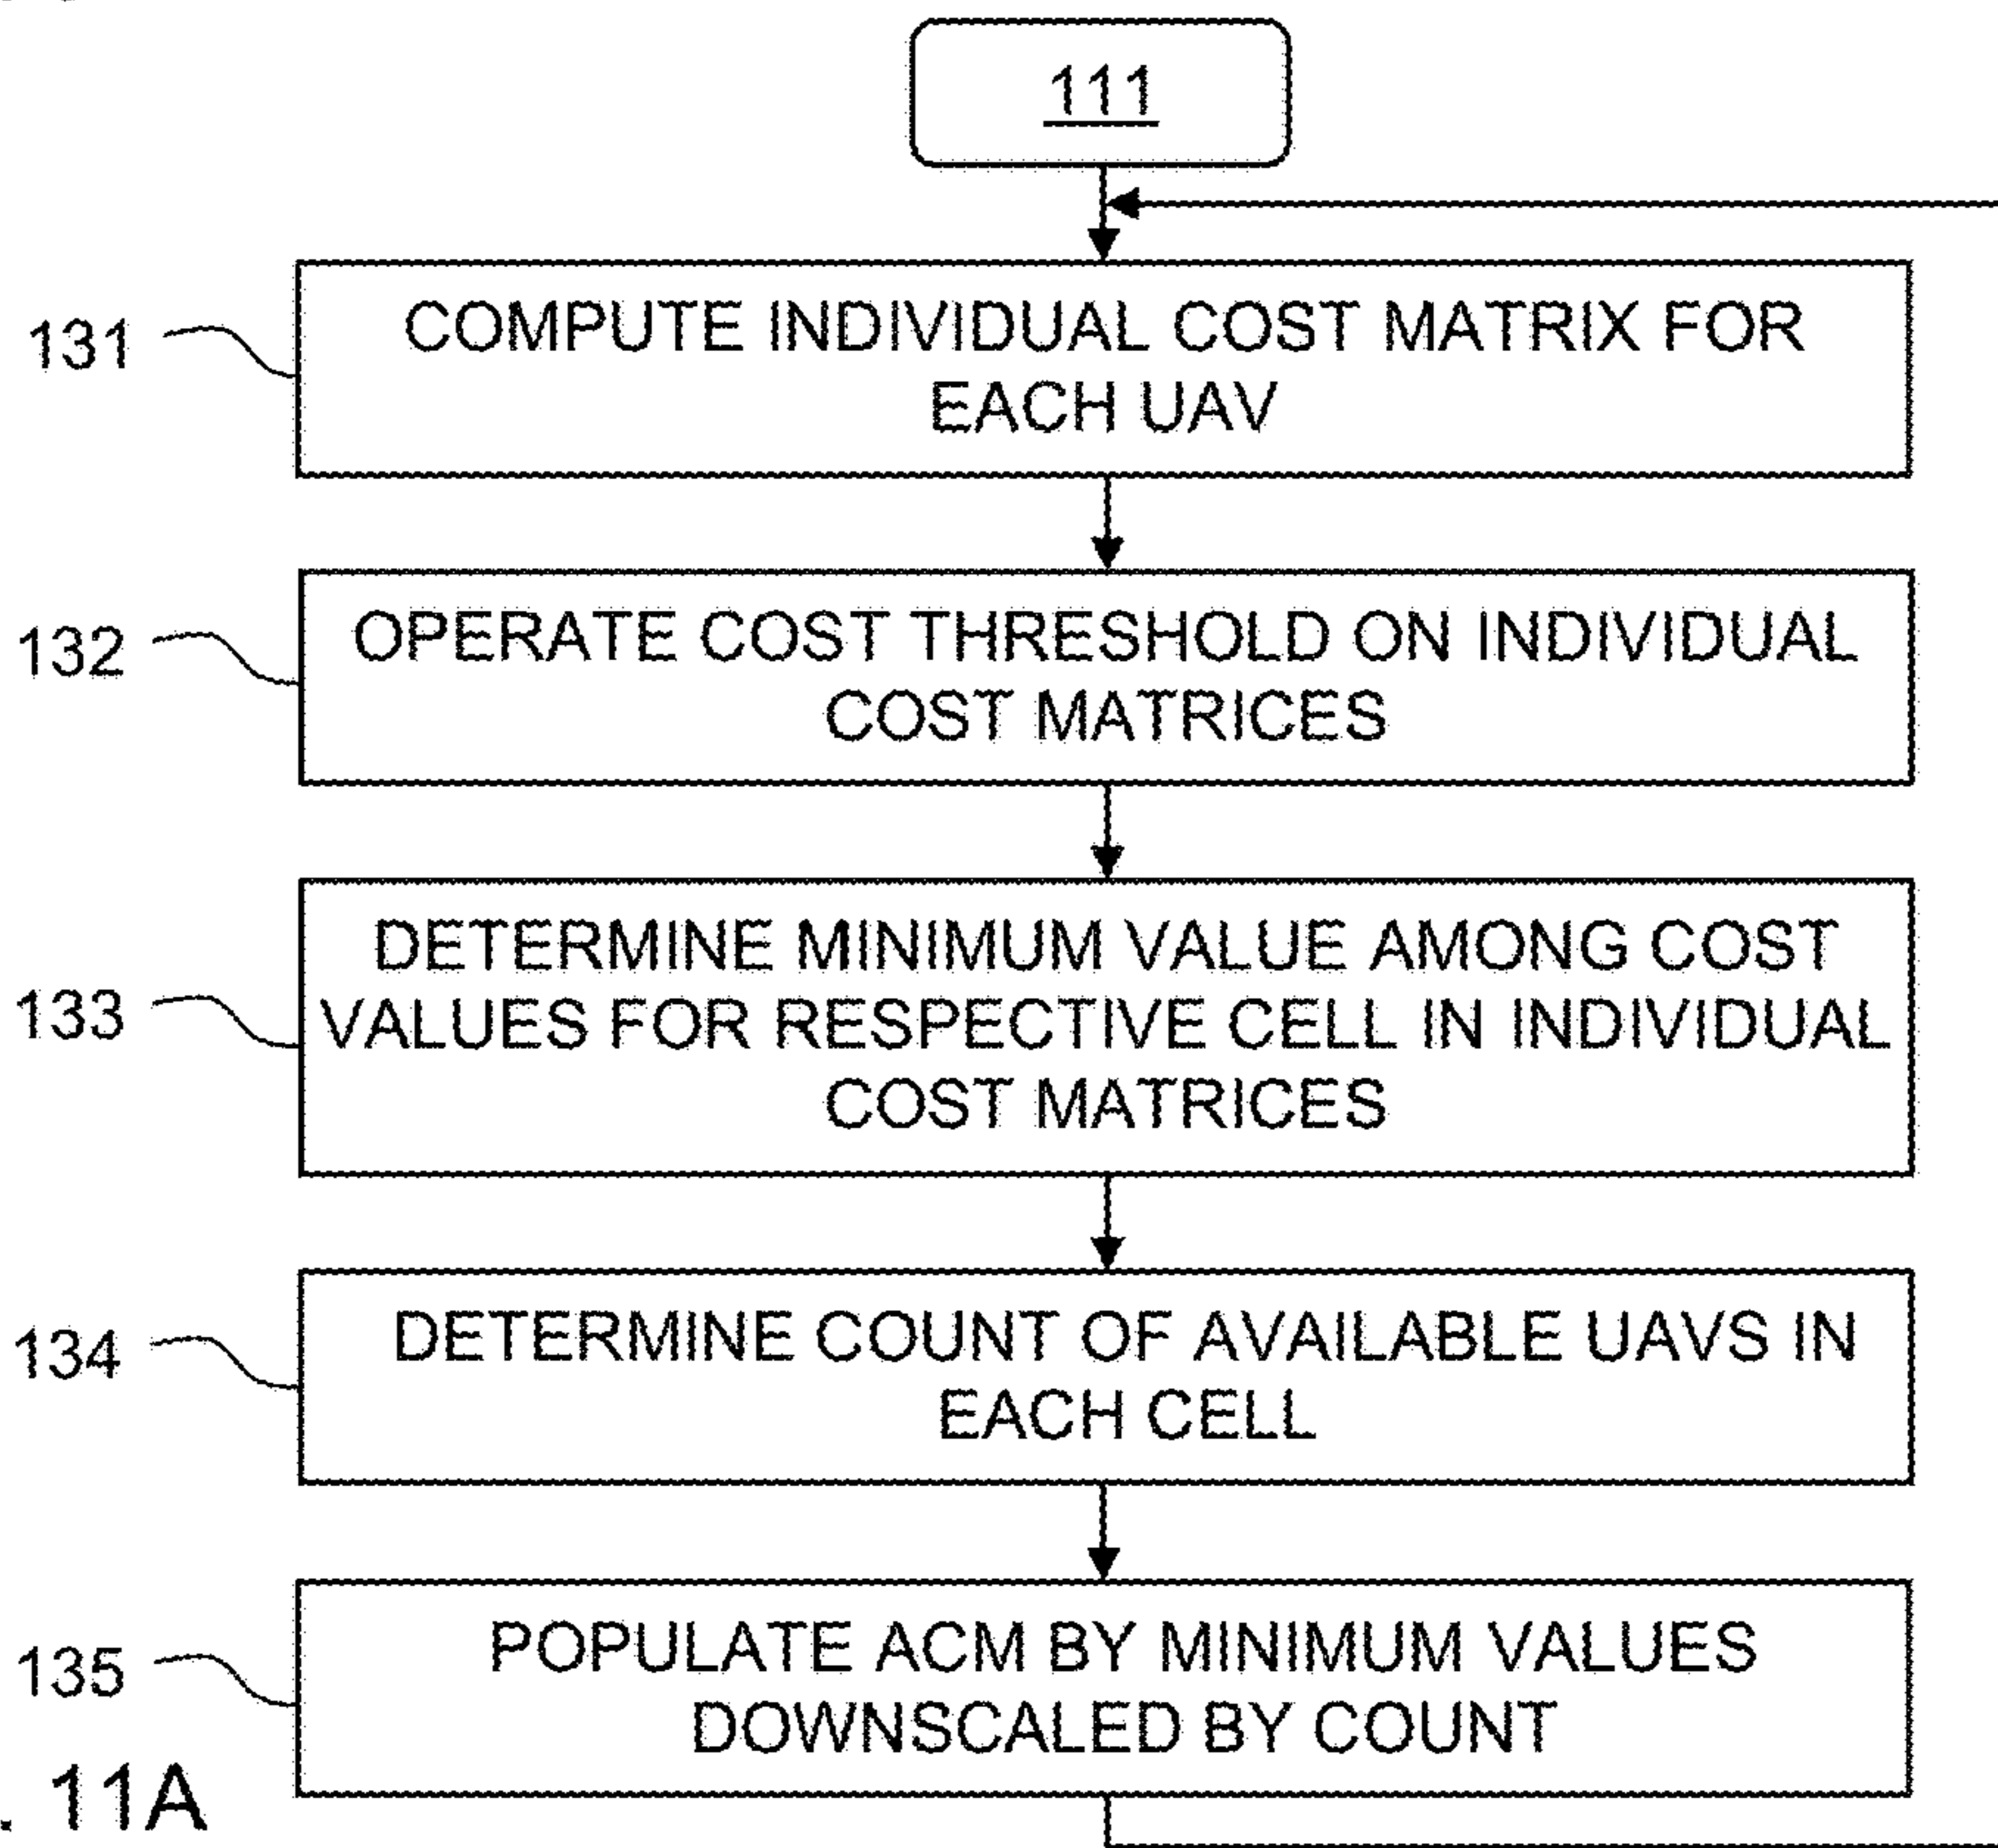 111
131
COMPUTE INDIVIDUAL COST MATRIX FOR
EACH UAV
132
OPERATE COST THRESHOLD ON INDIVIDUAL
COST MATRICES
133
DETERMINE MINIMUM VALUE AMONG COST
VALUES FOR RESPECTIVE CELL IN INDIVIDUAL
COST MATRICES
134
DETERMINE COUNT OF AVAILABLE UAVS IN
EACH CELL
135
POPULATE ACM BY MINIMUM VALUES
DOWNSCALED BY COUNT
. 11A